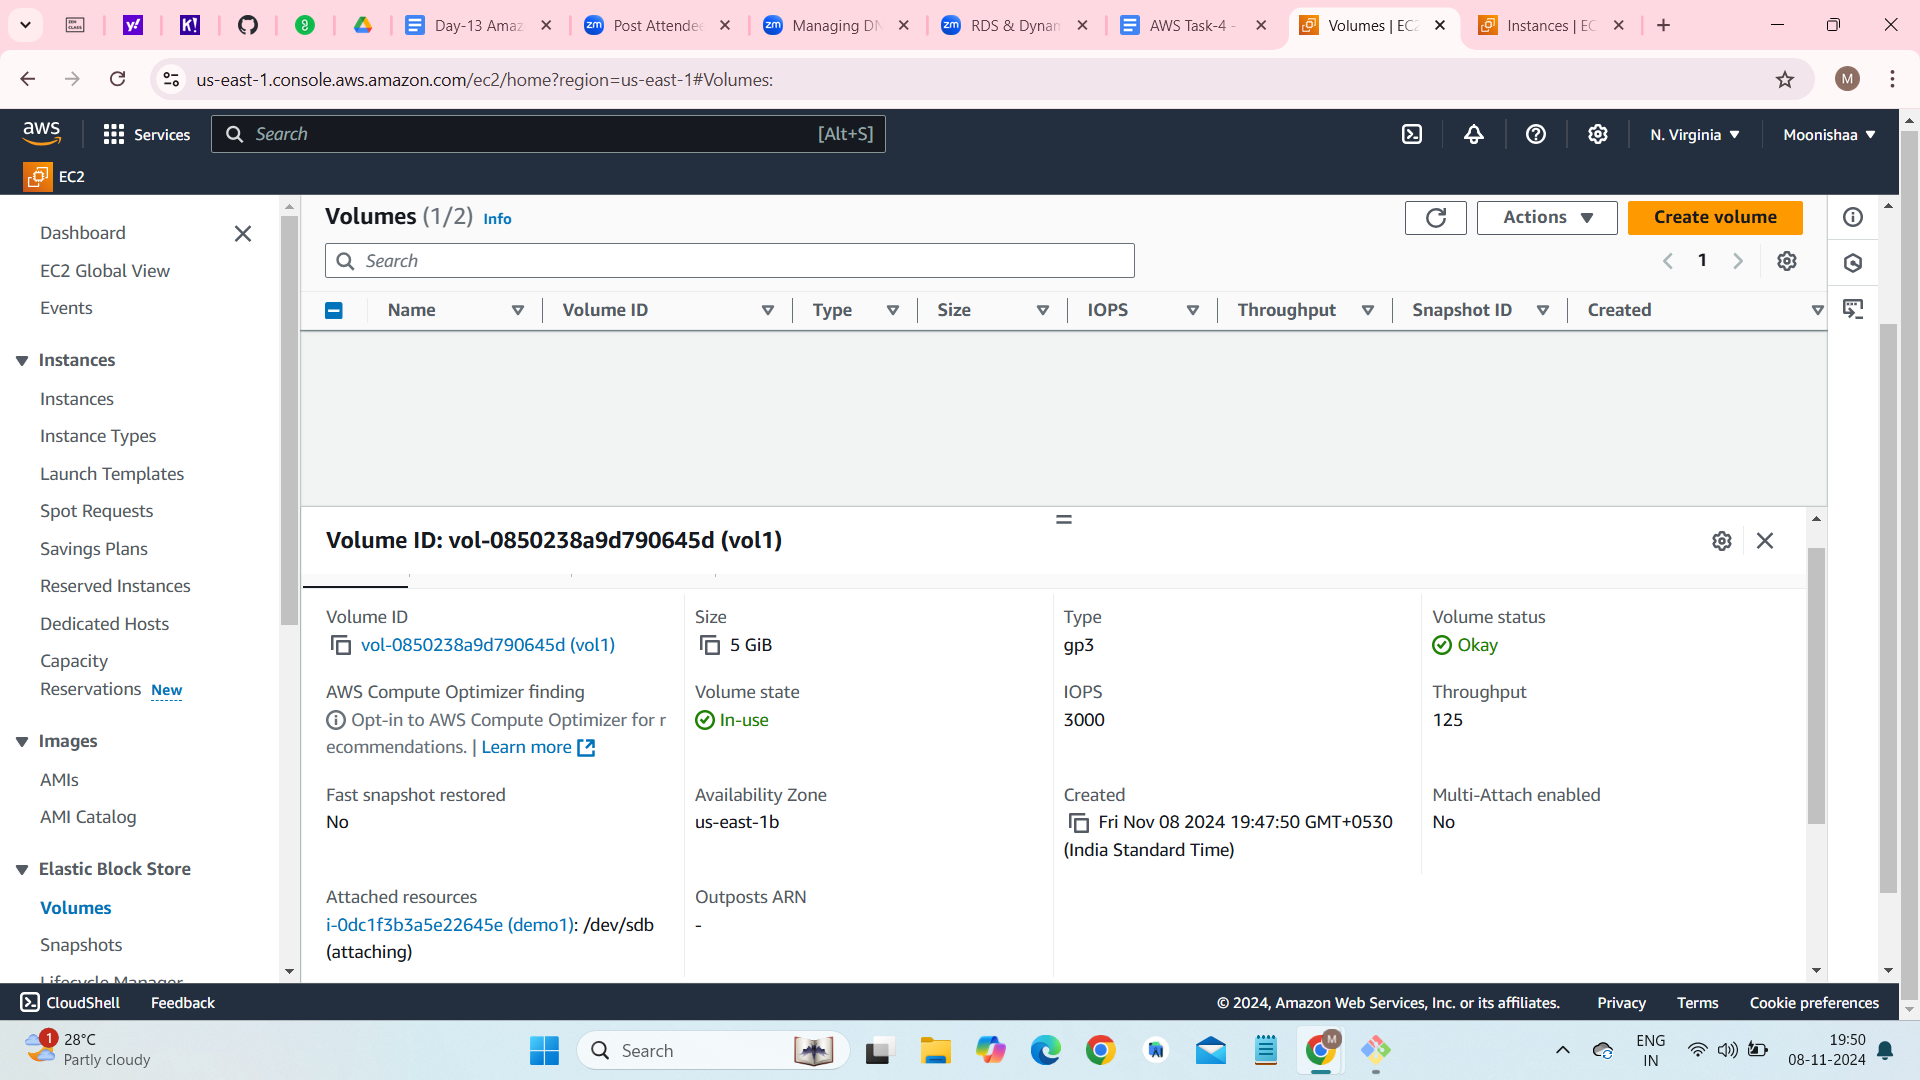 Day-13 Amaz
Post Attendee
Managing DN
RDS & Dynam
AWS Task-4 -
Volumes | EC2
Instances | EC
us-east-1.console.aws.amazon.com/ec2/home?region=us-east-1#Volumes:
M
aws
Services
Search
[Alt+S]
N. Virginia
Moonishaa
EC2
Dashboard
EC2 Global View
Events
Instances
Instances
Instance Types
Launch Templates
Spot Requests
Savings Plans
Reserved Instances
Dedicated Hosts
Capacity
Reservations New
Images
AMIs
AMI Catalog
Elastic Block Store
Volumes
Snapshots
Lifecycle Manager
Volumes (1/2) Info
Actions
Create volume
Search
1
Name
Volume ID
Type
Size
IOPS
Throughput
Snapshot ID
Created
Volume ID: vol-0850238a9d790645d (vol1)
Volume ID
vol-0850238a9d790645d (vol1)
Size
5 GiB
Type
gp3
Volume status
Okay
AWS Compute Optimizer finding
Opt-in to AWS Compute Optimizer for r
ecommendations. | Learn more
Volume state
In-use
IOPS
3000
Throughput
125
Fast snapshot restored
No
Availability Zone
us-east-1b
Created
Fri Nov 08 2024 19:47:50 GMT+0530
(India Standard Time)
Multi-Attach enabled
No
Attached resources
i-0dc1f3b3a5e22645e (demo1): /dev/sdb
(attaching)
Outposts ARN
-
CloudShell
Feedback
© 2024, Amazon Web Services, Inc. or its affiliates.
Privacy
Terms
Cookie preferences
1
28°C
Partly cloudy
Search
M
ENG
IN
19:50
08-11-2024